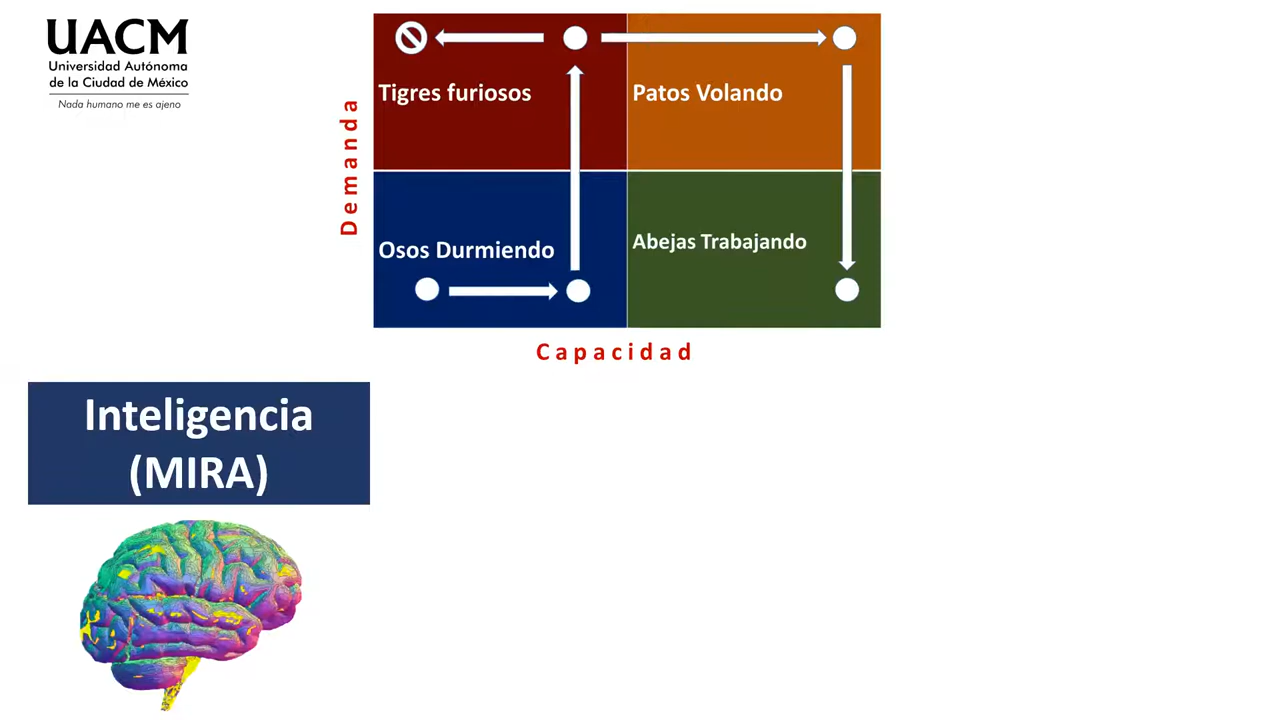 UACM
Universidad Autónoma
de la Ciudad de México
Nada humano me es ajeno
Demanda
Tigres furiosos
Patos Volando
Osos Durmiendo
Abejas Trabajando
Capacidad
Inteligencia
(MIRA)